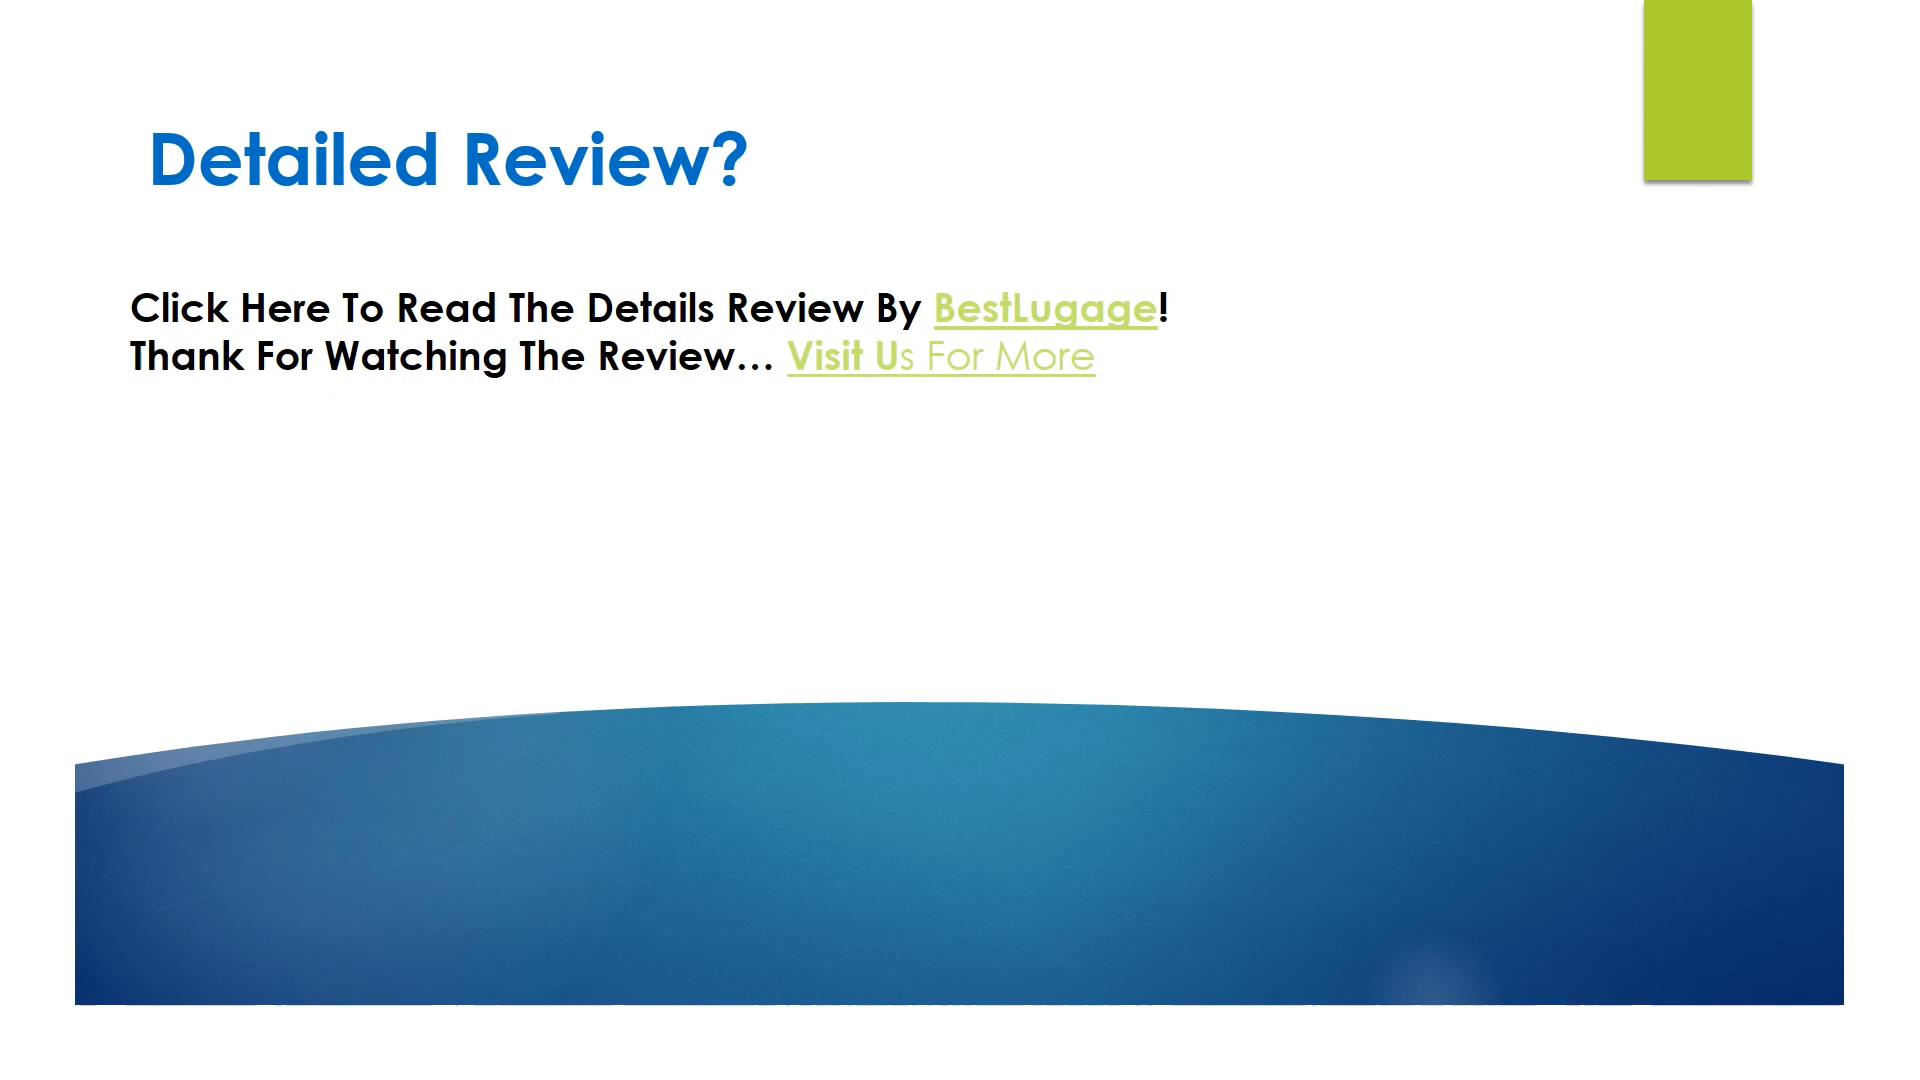 Detailed Review?
Click Here To Read The Details Review By BestLugage!
Thank For Watching The Review… Visit Us For More